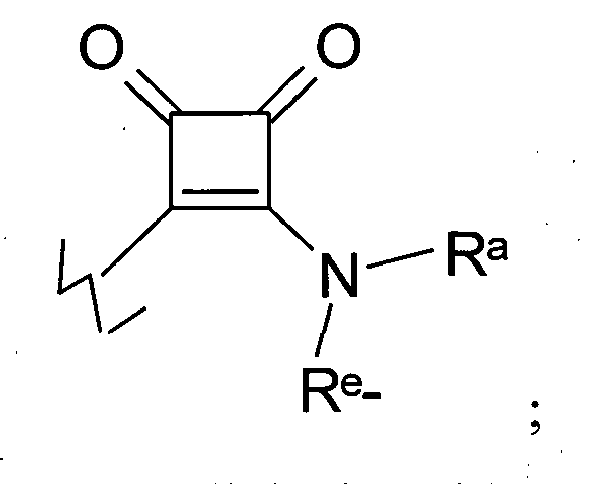 O O
N Rᵃ
Rᵉ-
;